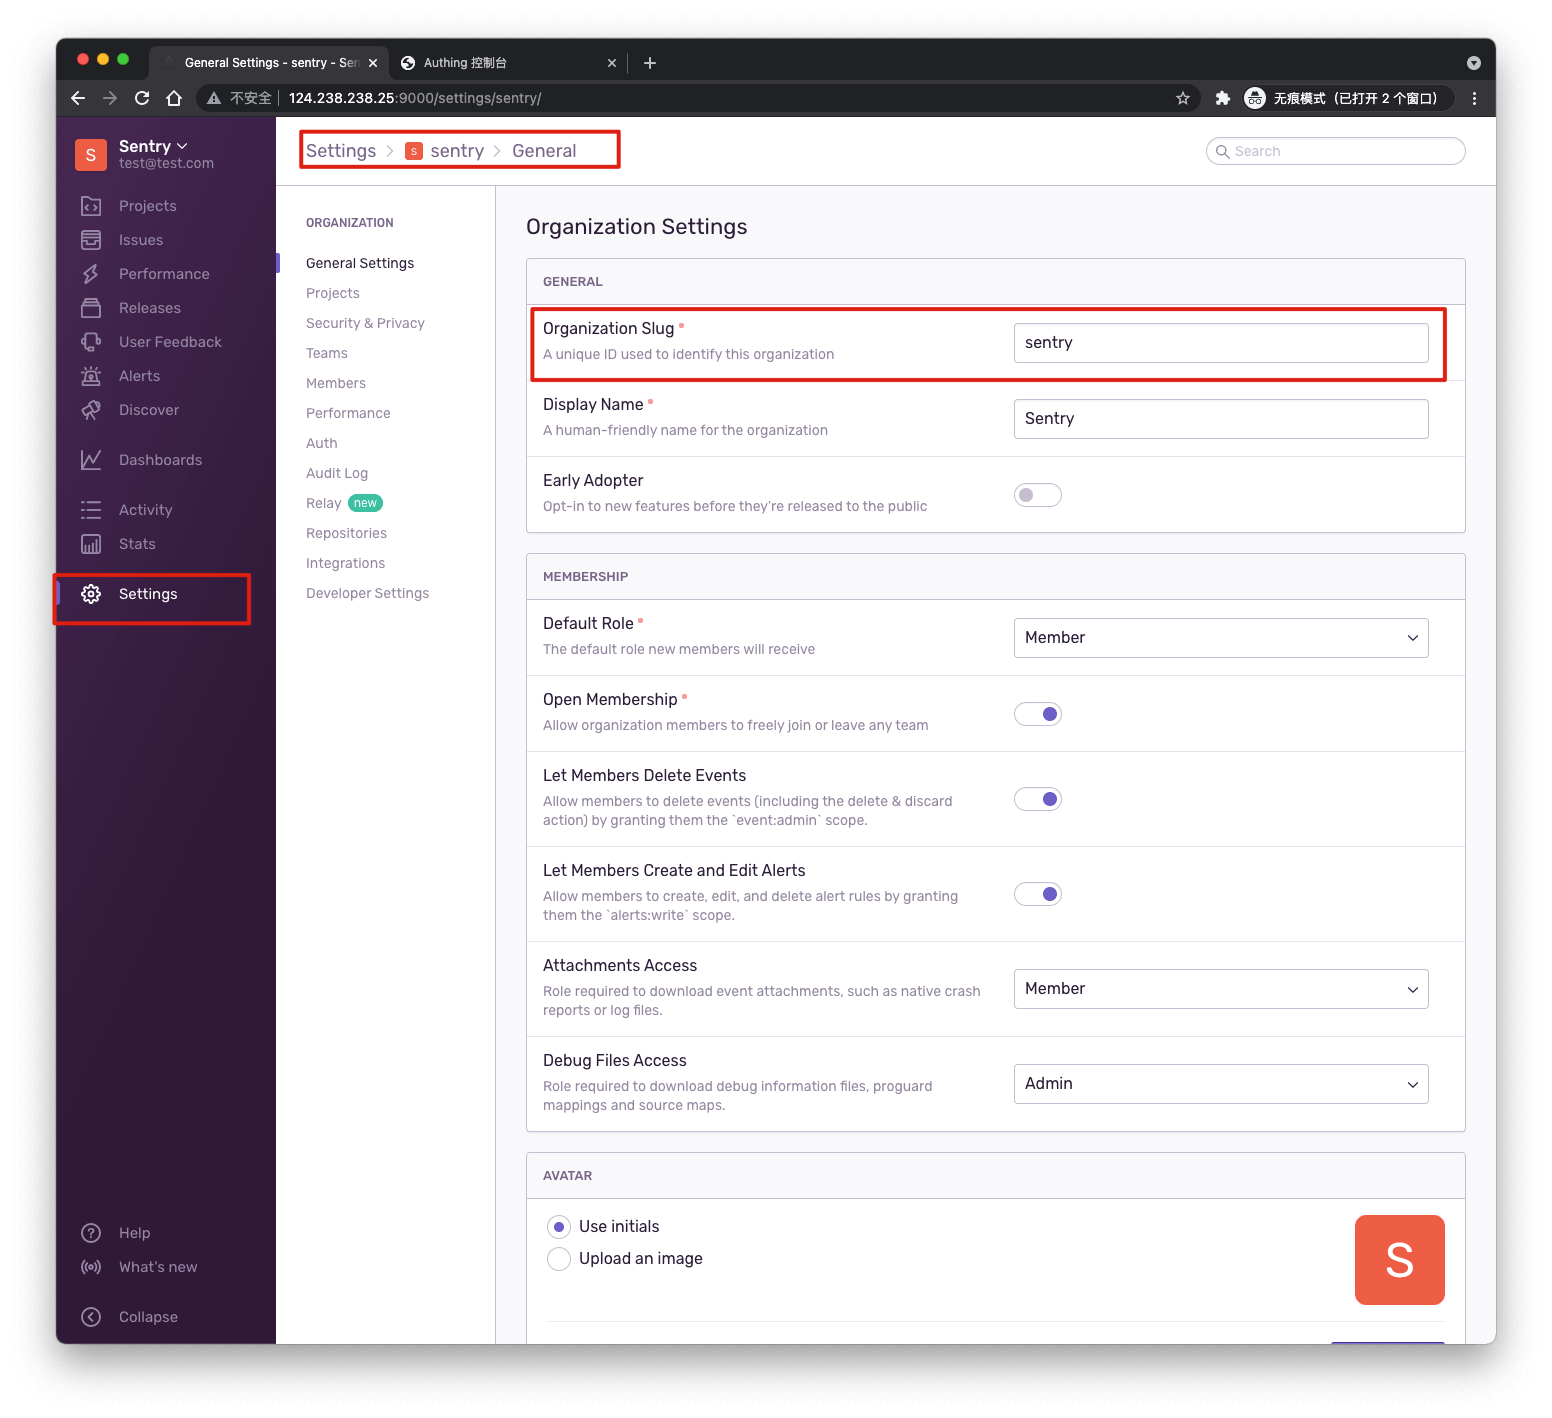 General Settings - sentry - Sen
Authing 控制台
不安全
124.238.238.25:9000/settings/sentry/
无痕模式（已打开 2 个窗口）
S
Sentry
test@test.com
Projects
Issues
Performance
Releases
User Feedback
Alerts
Discover
Dashboards
Activity
Stats
Settings
Help
What's new
Collapse
Settings
S
sentry
General
Search
ORGANIZATION
General Settings
Projects
Security & Privacy
Teams
Members
Performance
Auth
Audit Log
Relay new
Repositories
Integrations
Developer Settings
Organization Settings
GENERAL
Organization Slug
A unique ID used to identify this organization
sentry
Display Name
A human-friendly name for the organization
Sentry
Early Adopter
Opt-in to new features before they're released to the public
MEMBERSHIP
Default Role
The default role new members will receive
Member
Open Membership
Allow organization members to freely join or leave any team
Let Members Delete Events
Allow members to delete events (including the delete & discard
action) by granting them the `event:admin` scope.
Let Members Create and Edit Alerts
Allow members to create, edit, and delete alert rules by granting
them the `alerts:write` scope.
Attachments Access
Role required to download event attachments, such as native crash
reports or log files.
Member
Debug Files Access
Role required to download debug information files, proguard
mappings and source maps.
Admin
AVATAR
Use initials
Upload an image
S